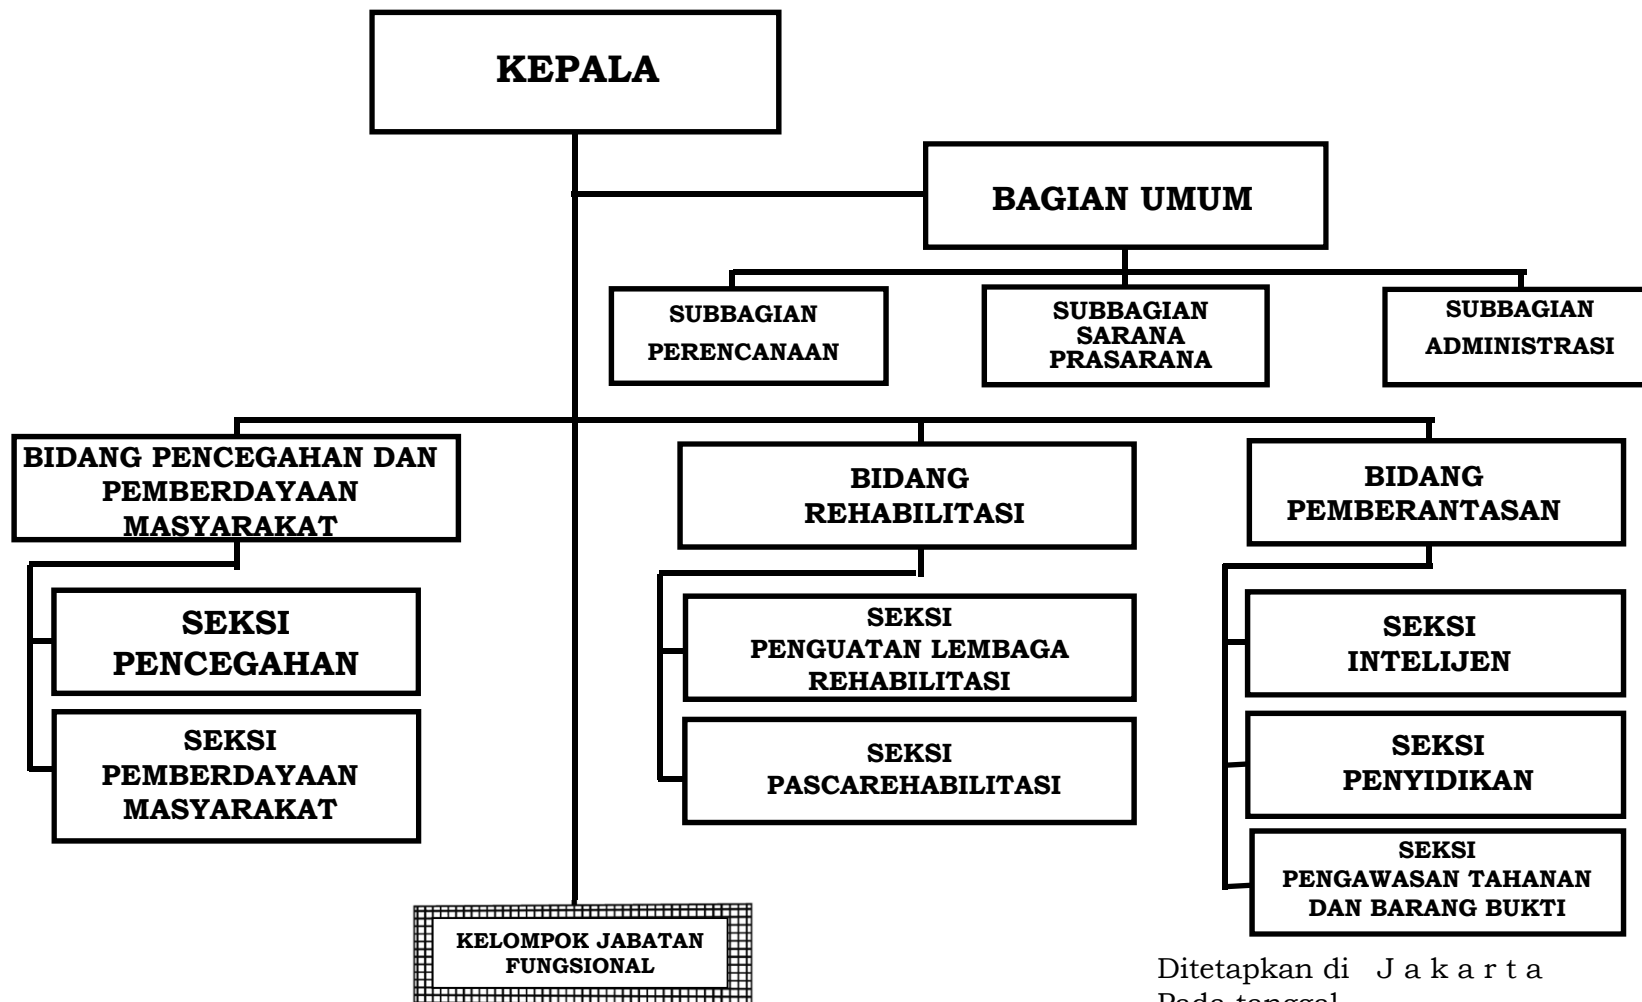 KEPALA
BAGIAN UMUM
SUBBAGIAN
PERENCANAAN
SUBBAGIAN
SARANA
PRASARANA
SUBBAGIAN
ADMINISTRASI
BIDANG PENCEGAHAN DAN
PEMBERDAYAAN
MASYARAKAT
BIDANG
REHABILITASI
BIDANG
PEMBERANTASAN
SEKSI
PENCEGAHAN
SEKSI
PEMBERDAYAAN
MASYARAKAT
SEKSI
PENGUATAN LEMBAGA
REHABILITASI
SEKSI
PASCAREHABILITASI
SEKSI
INTELIJEN
SEKSI
PENYIDIKAN
SEKSI
PENGAWASAN TAHANAN
DAN BARANG BUKTI
KELOMPOK JABATAN
FUNGSIONAL
Ditetapkan di J a k a r t a
Pada tanggal